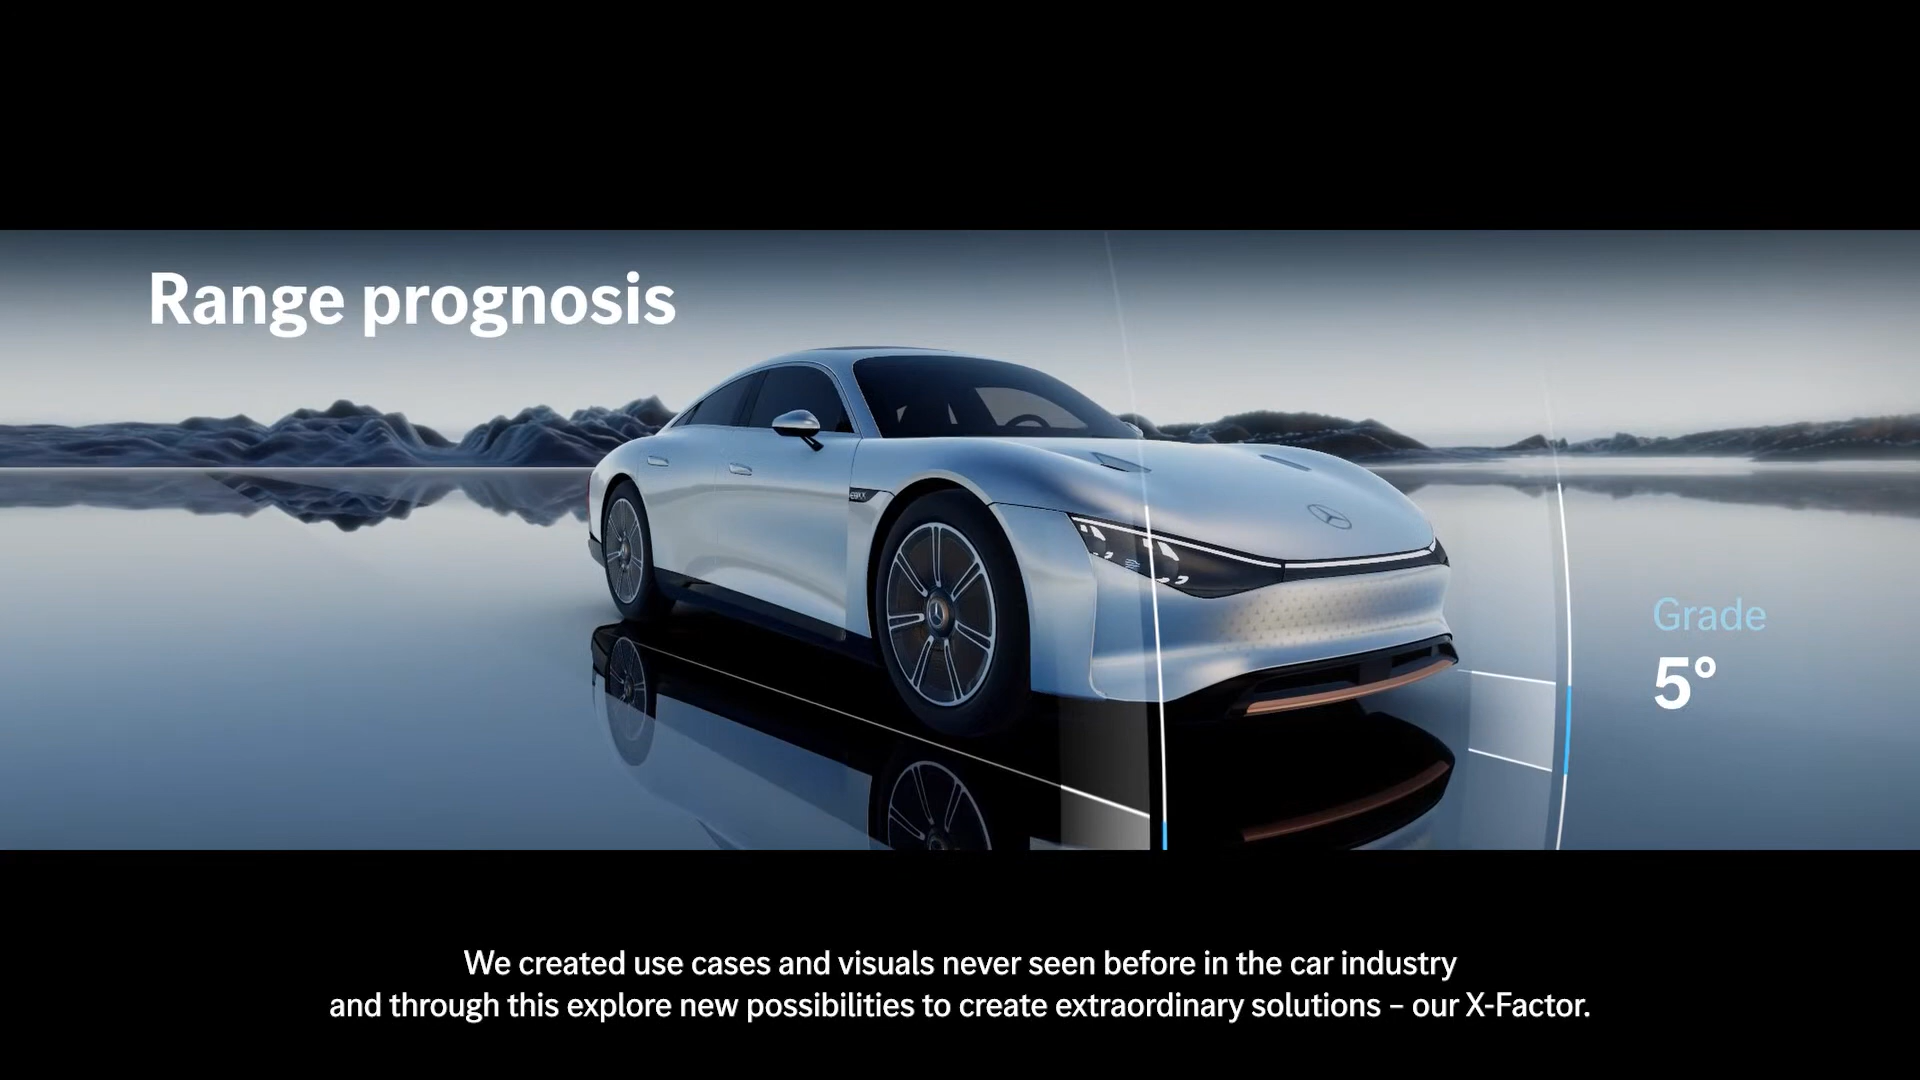 Range prognosis
Grade
5°
We created use cases and visuals never seen before in the car industry
and through this explore new possibilities to create extraordinary solutions – our X-Factor.